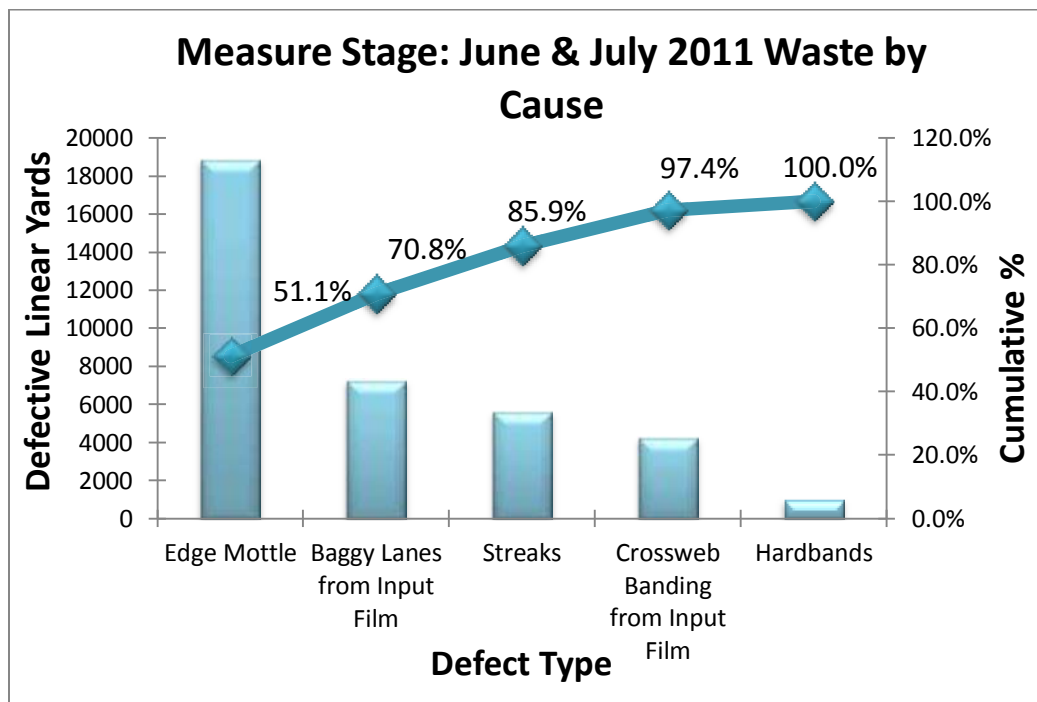 Measure Stage: June & July 2011 Waste by
Cause
Defective Linear Yards
20000
18000
16000
14000
12000
10000
8000
6000
4000
2000
0
51.1%
70.8%
85.9%
97.4%
100.0%
120.0%
100.0%
80.0%
60.0%
40.0%
20.0%
0.0%
Cumulative %
Edge Mottle
Baggy Lanes
from Input
Film
Streaks
Crossweb
Banding
from Input
Film
Hardbands
Defect Type